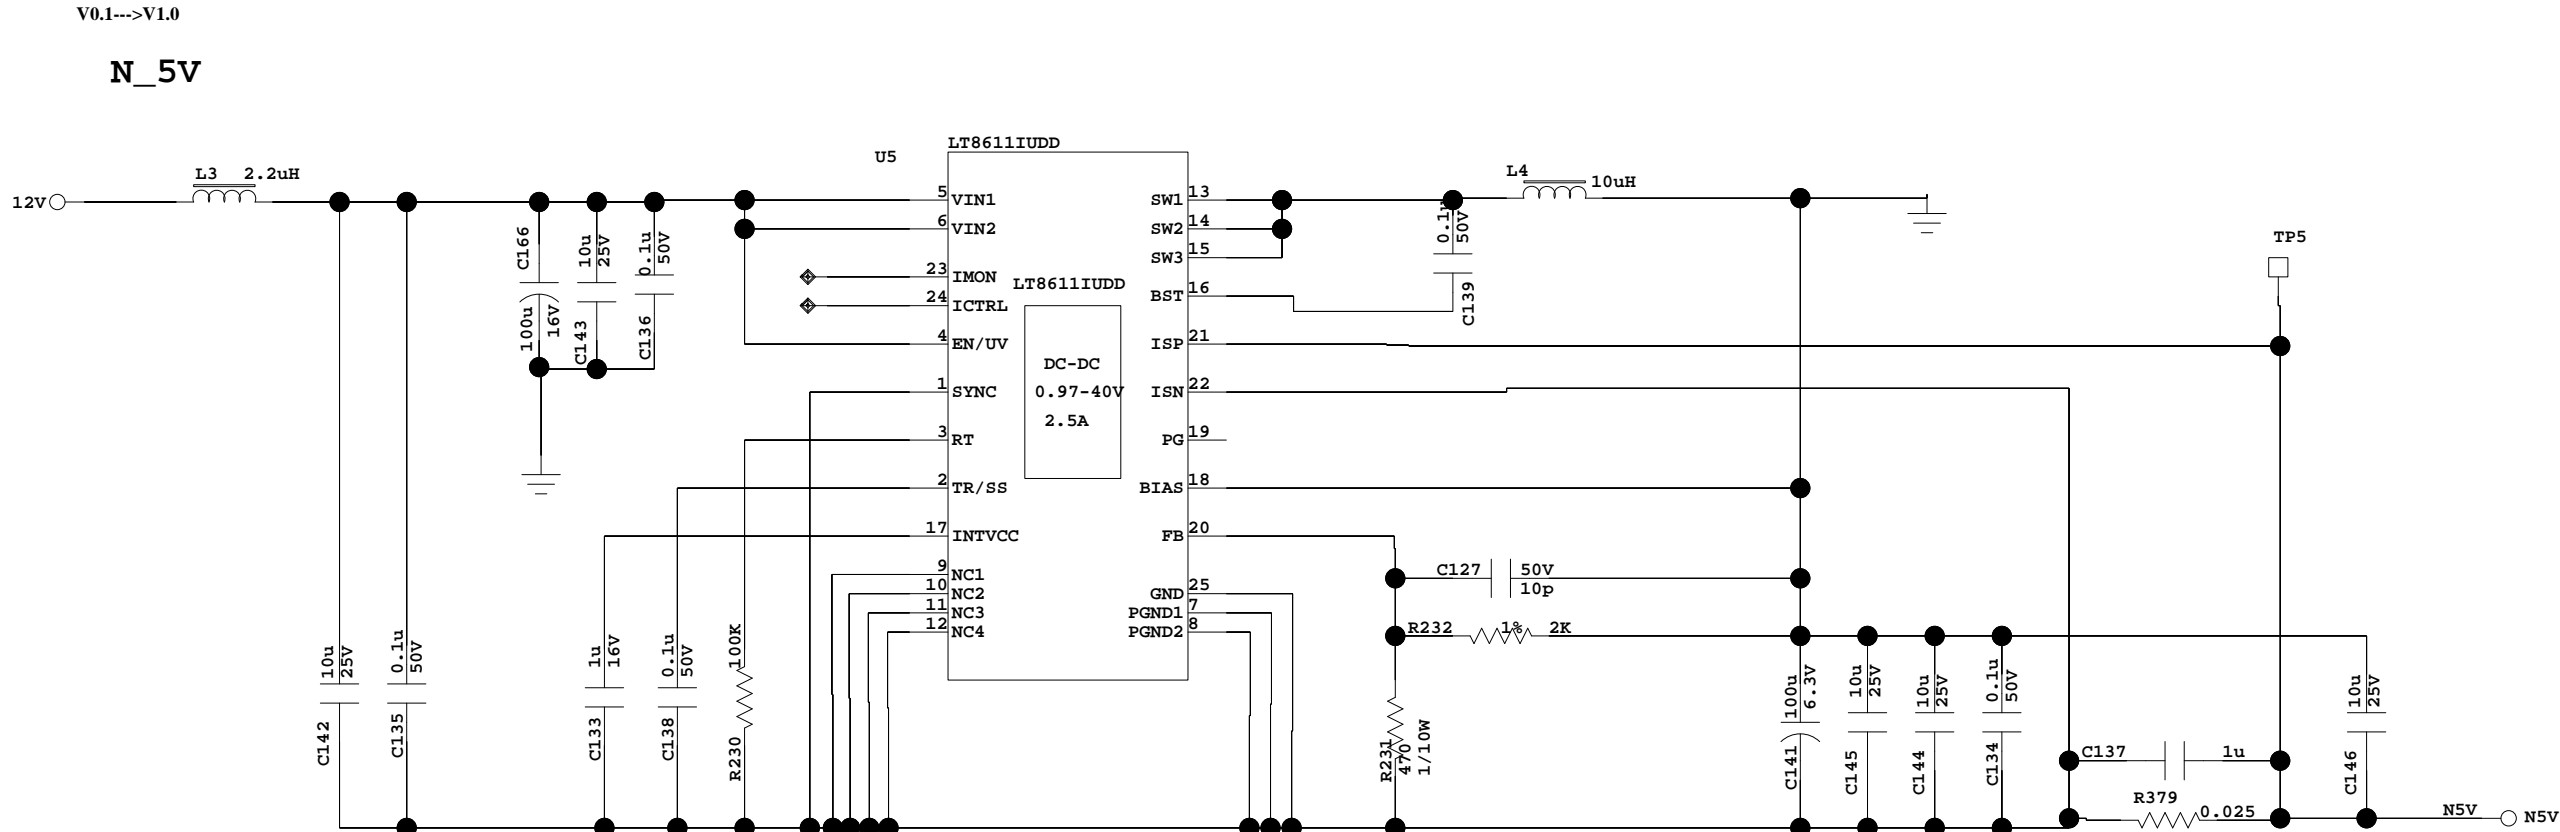 V0.1--->V1.0
N_5V
12V
L3 2.2uH
U5
LT8611IUDD
5 VIN1
6 VIN2
23 IMON
24 ICTRL
4 EN/UV
1 SYNC
3 RT
2 TR/SS
17 INTVCC
9 NC1
10 NC2
11 NC3
12 NC4
LT8611IUDD
DC-DC
0.97-40V
2.5A
SW1 13
SW2 14
SW3 15
BST 16
ISP 21
ISN 22
PG 19
BIAS 18
FB 20
GND 25
PGND1 7
PGND2 8
C166
100u
16V
10u
25V
C143
0.1u
50V
C136
10u
25V
C142
0.1u
50V
C135
1u
16V
C133
0.1u
50V
C138
100K
R230
L4
10uH
0.1u
50V
C139
TP5
C127 50V
10p
R232 1% 2K
R231
470
1/10W
100u
6.3V
C141
10u
25V
C145
10u
25V
C144
0.1u
50V
C134
C137 1u
R379
0.025
10u
25V
C146
N5V
N5V